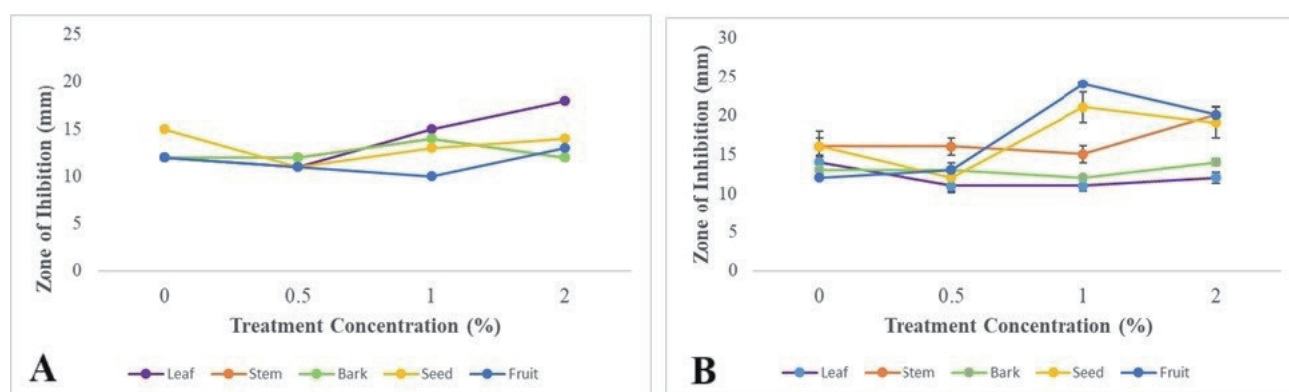 25
20
15
10
5
0
Zone of Ihibition (mm)
0 0.5 1 2
Treatment Concentration (%)
Leaf Stem Bark Seed Fruit
A
30
25
20
15
10
5
0
Zone of Inhibition (mm)
0 0.5 1 2
Treatment Concentration (%)
Leaf Stem Bark Seed Fruit
B